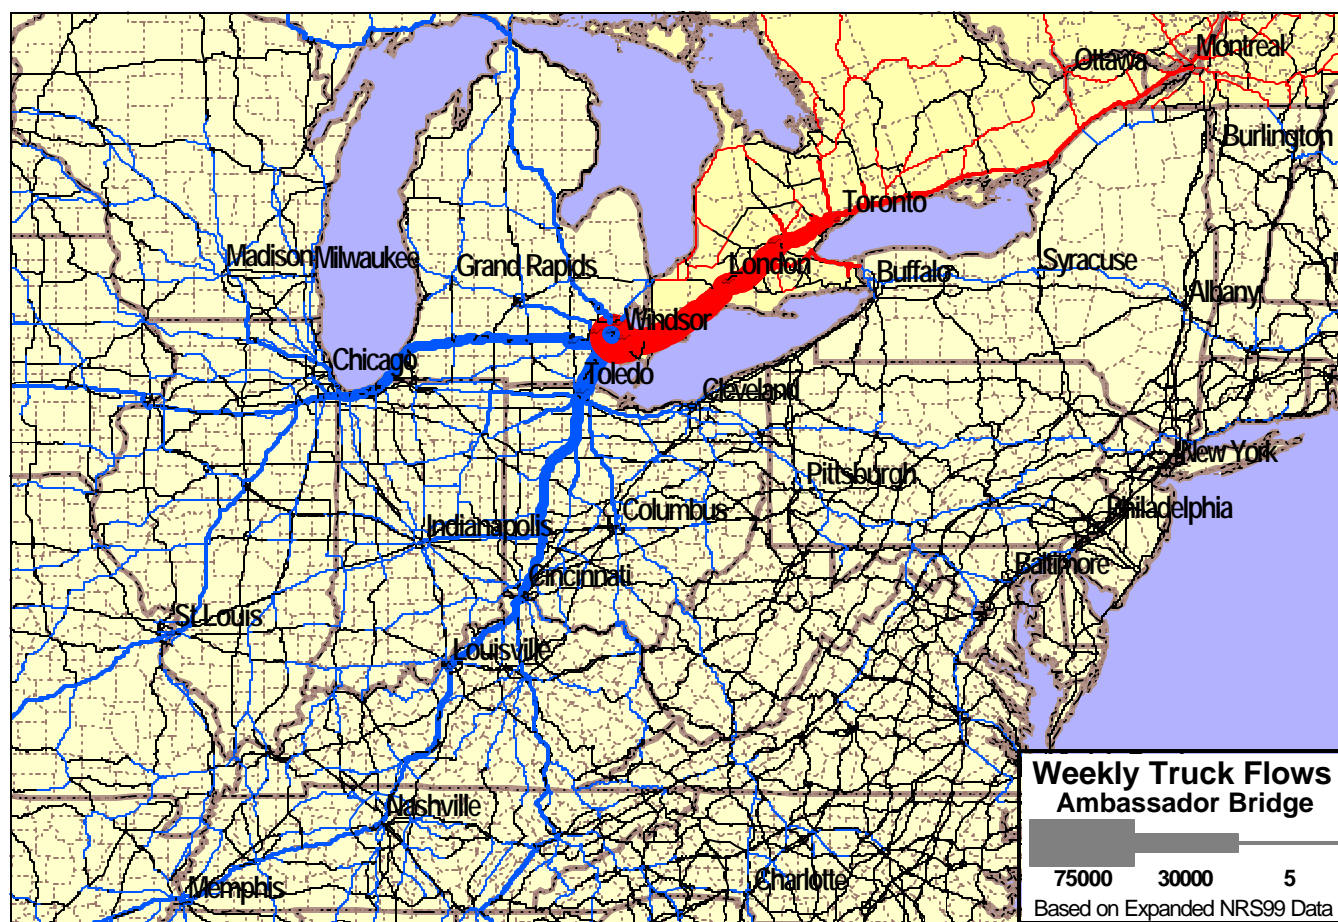 Montreal
Ottawa
Burlington
Toronto
Madison
Milwaukee
Grand Rapids
London
Buffalo
Syracuse
Albany
Windsor
Chicago
Toledo
Cleveland
New York
Pittsburgh
Philadelphia
Columbus
Indianapolis
Baltimore
Cincinnati
St Louis
Louisville
Nashville
Memphis
Charlotte
Weekly Truck Flows
Ambassador Bridge
75000 30000 5
Based on Expanded NRS99 Data